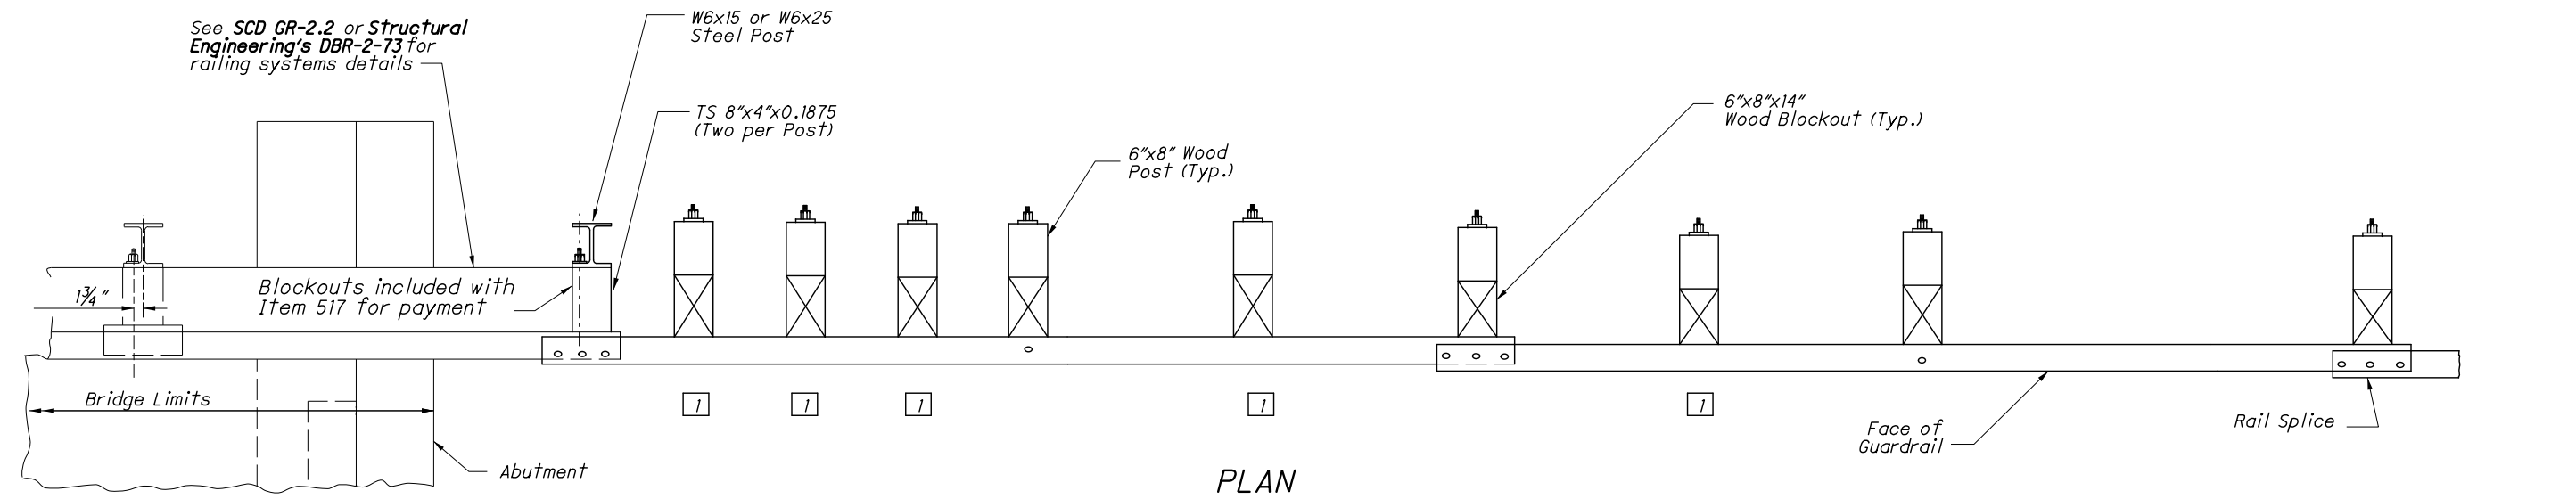 See SCD GR-2.2 or Structural
Engineering's DBR-2-73 for
railing systems details
W6x15 or W6x25
Steel Post
TS 8"x4"x0.1875
(Two per Post)
6"x8" Wood
Post (Typ.)
6"x8"x14"
Wood Blockout (Typ.)
1¾"
Blockouts included with
Item 517 for payment
Bridge Limits
Abutment
1
1
1
1
1
Face of
Guardrail
Rail Splice
PLAN